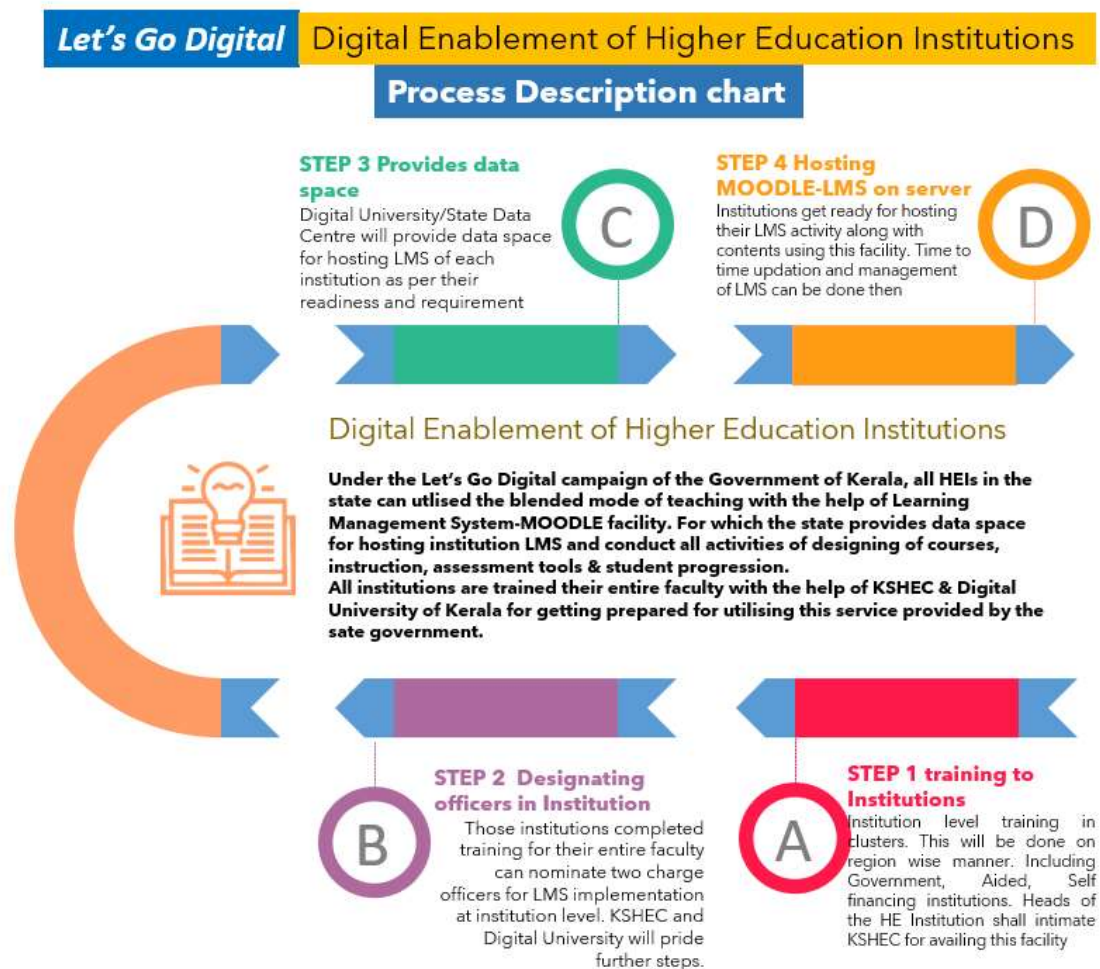 Let's Go Digital Digital Enablement of Higher Education Institutions
Process Description chart
STEP 3 Provides data
space
Digital University/State Data
Centre will provide data space
for hosting LMS of each
institution as per their
readiness and requirement
C
STEP 4 Hosting
MOODLE-LMS on server
Institutions get ready for hosting
their LMS activity along with
contents using this facility. Time to
time updation and management
of LMS can be done then
D
Digital Enablement of Higher Education Institutions
Under the Let's Go Digital campaign of the Government of Kerala, all HEIs in the
state can utlised the blended mode of teaching with the help of Learning
Management System-MOODLE facility. For which the state provides data space
for hosting institution LMS and conduct all activities of designing of courses,
instruction, assessment tools & student progression.
All institutions are trained their entire faculty with the help of KSHEC & Digital
University of Kerala for getting prepared for utilising this service provided by the
sate government.
B
STEP 2 Designating
officers in Institution
Those institutions completed
training for their entire faculty
can nominate two charge
officers for LMS implementation
at institution level. KSHEC and
Digital University will pride
further steps.
A
STEP 1 training to
Institutions
Institution level training in
clusters. This will be done on
region wise manner. Including
Government, Aided, Self
financing institutions. Heads of
the HE Institution shall intimate
KSHEC for availing this facility